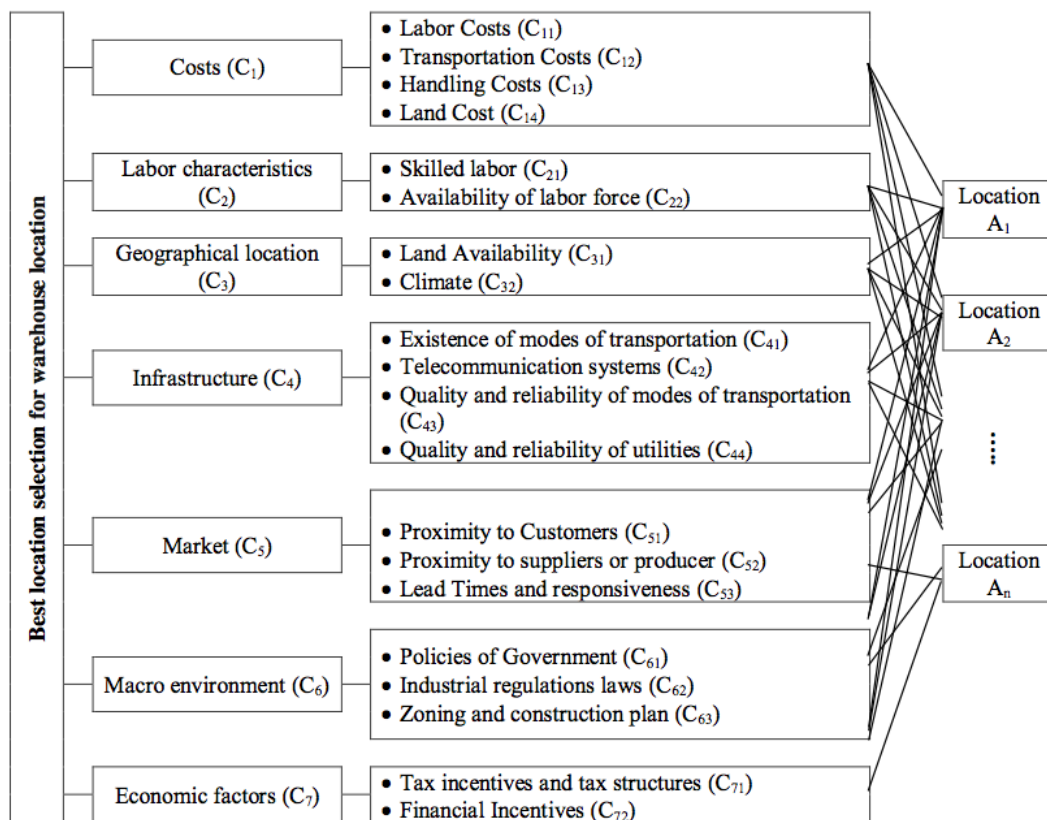 Best location selection for warehouse location
Costs (C₁)
• Labor Costs (C₁₁)
• Transportation Costs (C₁₂)
• Handling Costs (C₁₃)
• Land Cost (C₁₄)
Labor characteristics
(C₂)
• Skilled labor (C₂₁)
• Availability of labor force (C₂₂)
Geographical location
(C₃)
• Land Availability (C₃₁)
• Climate (C₃₂)
Infrastructure (C₄)
• Existence of modes of transportation (C₄₁)
• Telecommunication systems (C₄₂)
• Quality and reliability of modes of transportation
(C₄₃)
• Quality and reliability of utilities (C₄₄)
Market (C₅)
• Proximity to Customers (C₅₁)
• Proximity to suppliers or producer (C₅₂)
• Lead Times and responsiveness (C₅₃)
Macro environment (C₆)
• Policies of Government (C₆₁)
• Industrial regulations laws (C₆₂)
• Zoning and construction plan (C₆₃)
Economic factors (C₇)
• Tax incentives and tax structures (C₇₁)
• Financial Incentives (C₇₂)
Location
A₁
Location
A₂
.....
Location
Aₙ